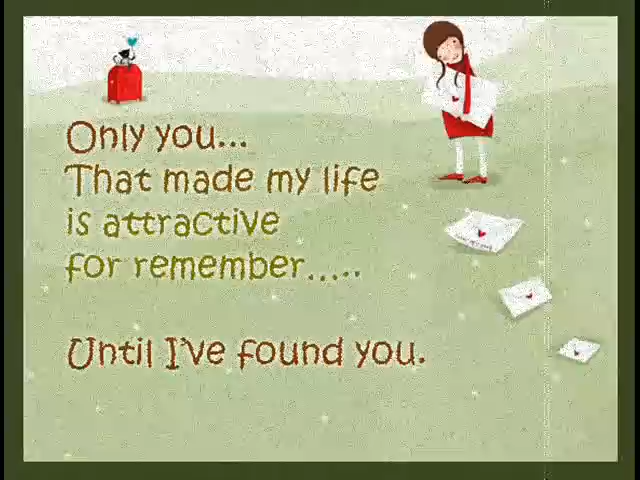 Only you...
That made my life
is attractive
for remember.....
Until I've found you.